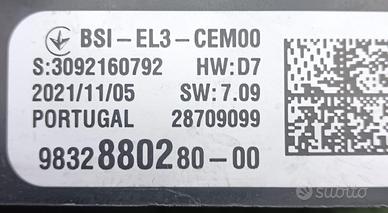 BSI-EL3-CEM00
S:3092160792 HW:D7
2021/11/05 SW: 7.09
PORTUGAL 28709099
9832880280-00
subito